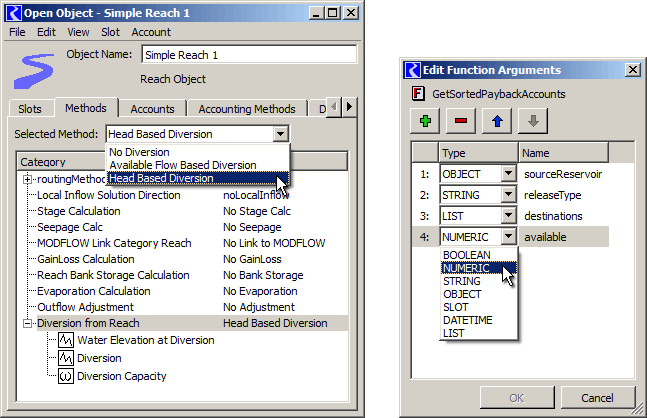 Open Object - Simple Reach 1
File Edit View Slot Account
Object Name: Simple Reach 1
Reach Object
Slots Methods Accounts Accounting Methods D
Selected Method: Head Based Diversion
No Diversion
Available Flow Based Diversion
Head Based Diversion
Category
routingMethod
Local Inflow Solution Direction noLocalInflow
Stage Calculation No Stage Calc
Seepage Calculation No Seepage
MODFLOW Link Category Reach No Link to MODFLOW
GainLoss Calculation No GainLoss
Reach Bank Storage Calculation No Bank Storage
Evaporation Calculation No Evaporation
Outflow Adjustment No Adjustment
Diversion from Reach Head Based Diversion
Water Elevation at Diversion
Diversion
Diversion Capacity
Edit Function Arguments
F GetSortedPaybackAccounts
Type Name
1: OBJECT sourceReservoir
2: STRING releaseType
3: LIST destinations
4: NUMERIC available
BOOLEAN
NUMERIC
STRING
OBJECT
SLOT
DATETIME
LIST
OK Cancel